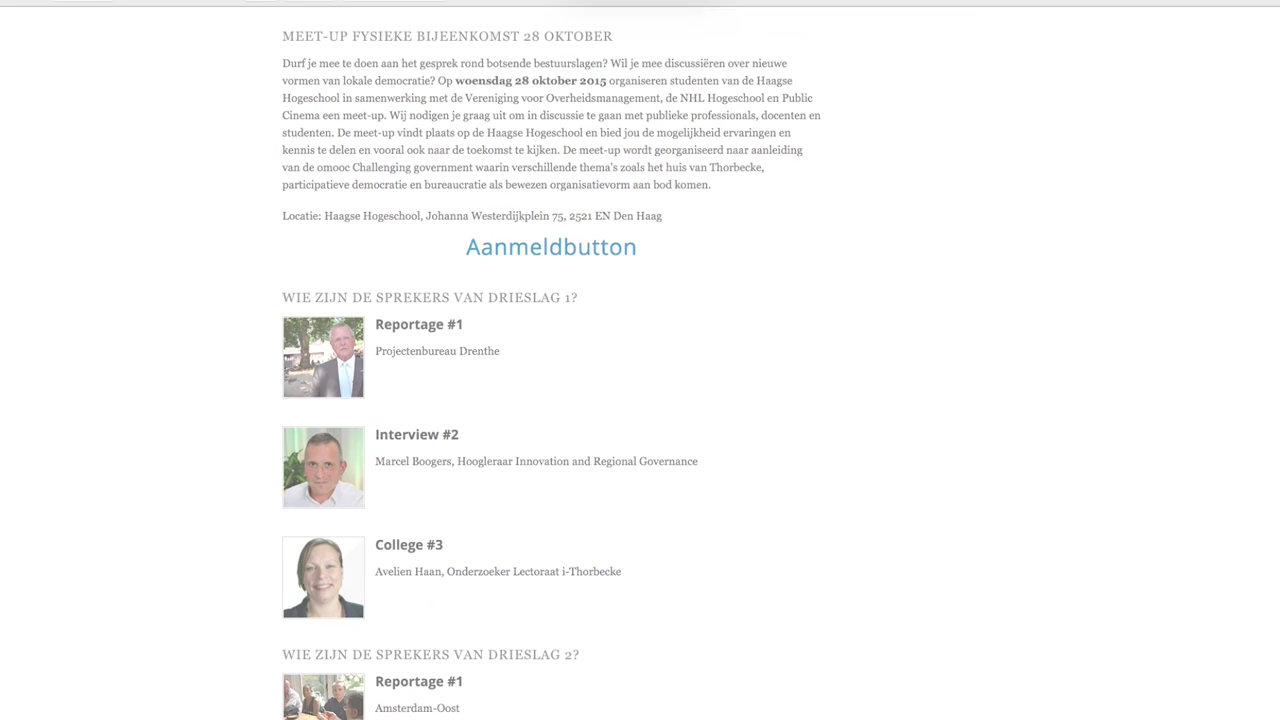 MEET-UP FYSIEKE BIJEENKOMST 28 OKTOBER
Durf je mee te doen aan het gesprek rond botsende bestuurslagen? Wil je mee discussiëren over nieuwe
vormen van lokale democratie? Op woensdag 28 oktober 2015 organiseren studenten van de Haagse
Hogeschool in samenwerking met de Vereniging voor Overheidsmanagement, de NHL Hogeschool en Public
Cinema een meet-up. Wij nodigen je graag uit om in discussie te gaan met publieke professionals, docenten en
studenten. De meet-up vindt plaats op de Haagse Hogeschool en bied jou de mogelijkheid ervaringen en
kennis te delen en vooral ook naar de toekomst te kijken. De meet-up wordt georganiseerd naar aanleiding
van de omooc Challenging government waarin verschillende thema's zoals het huis van Thorbecke,
participatieve democratie en bureaucratie als bewezen organisatievorm aan bod komen.
Locatie: Haagse Hogeschool, Johanna Westerdijkplein 75, 2521 EN Den Haag
Aanmeldbutton
WIE ZIJN DE SPREKERS VAN DRIESLAG 1?
Reportage #1
Projectenbureau Drenthe
Interview #2
Marcel Boogers, Hoogleraar Innovation and Regional Governance
College #3
Avelien Haan, Onderzoeker Lectoraat i-Thorbecke
WIE ZIJN DE SPREKERS VAN DRIESLAG 2?
Reportage #1
Amsterdam-Oost